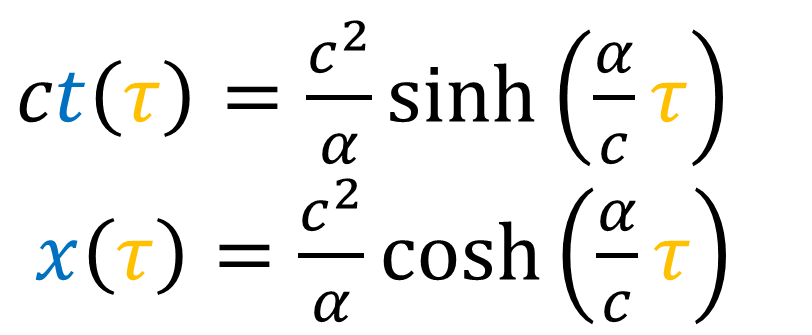 ct(τ) = c²/α sinh(α/c τ)
x(τ) = c²/α cosh(α/c τ)